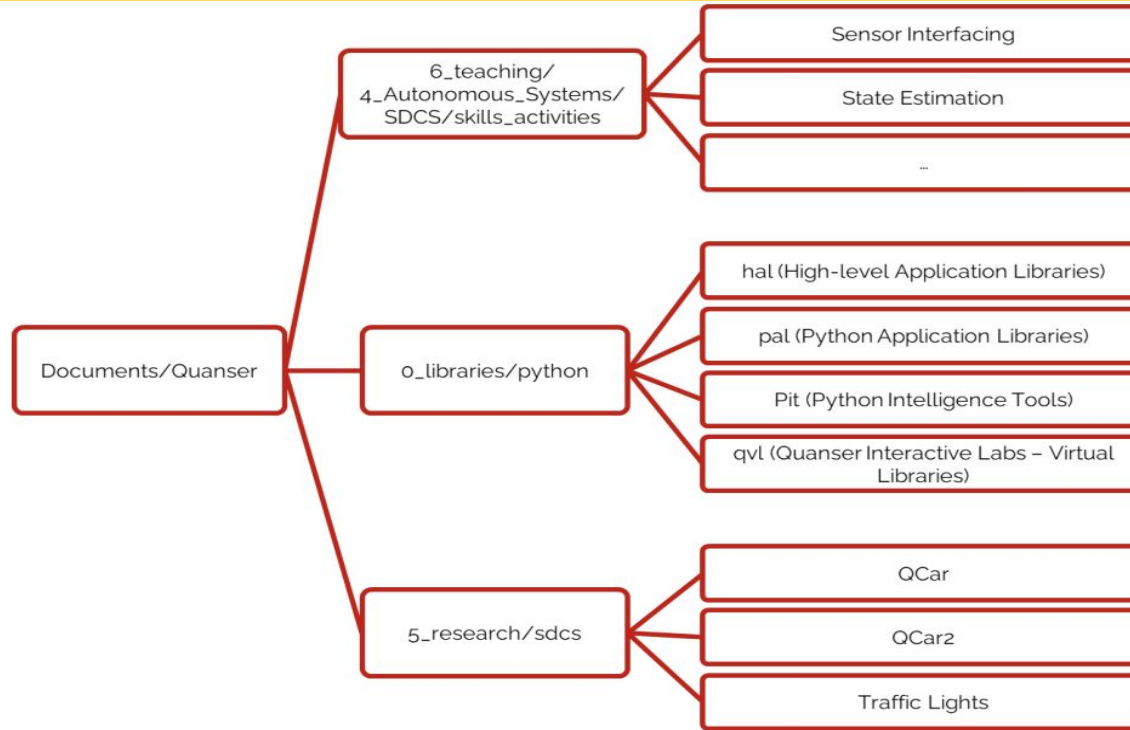 Sensor Interfacing
6_teaching/
4_Autonomous_Systems/
SDCS/skills_activities
State Estimation
...
hal (High-level Application Libraries)
pal (Python Application Libraries)
Documents/Quanser
0_libraries/python
Pit (Python Intelligence Tools)
qvl (Quanser Interactive Labs – Virtual
Libraries)
QCar
5_research/sdcs
QCar2
Traffic Lights